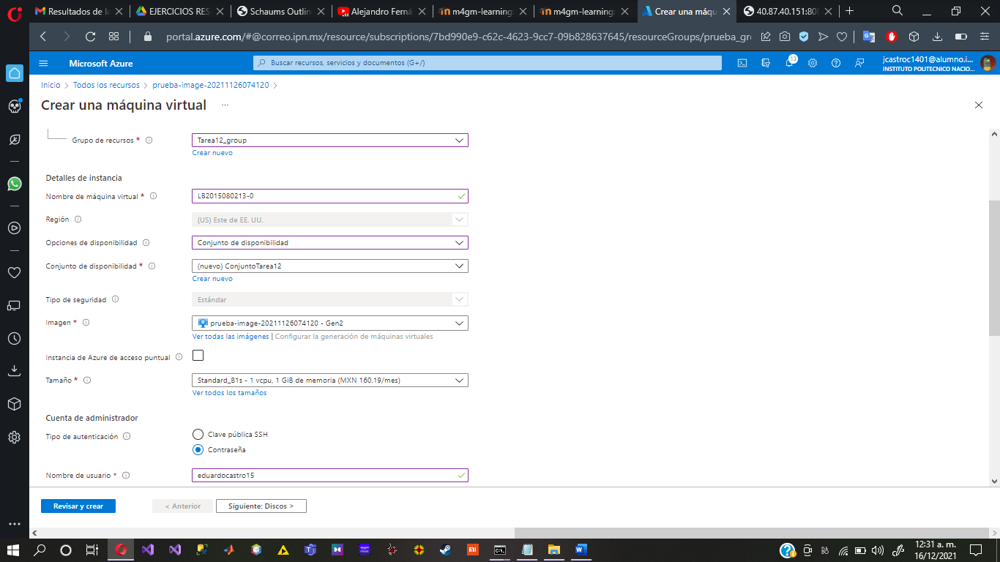 Resultados de la
EJERCICIOS RES
Schaums Outlin
Alejandro Ferná
m4gm-learning
m4gm-learning
Crear una máqu
40.87.40.151:808
portal.azure.com/#@correo.ipn.mx/resource/subscriptions/7bd990e9-c62c-4623-9cc7-09b828637645/resourceGroups/prueba_gr
Microsoft Azure
Buscar recursos, servicios y documentos (G+/)
13
jcastroc1401@alumno.i...
INSTITUTO POLITECNICO NACIO...
Inicio > Todos los recursos > prueba-image-20211126074120 >
Crear una máquina virtual ...
Grupo de recursos * Tarea12_group
Crear nuevo
Detalles de instancia
Nombre de máquina virtual * LB2015080213-0
Región (US) Este de EE. UU.
Opciones de disponibilidad Conjunto de disponibilidad
Conjunto de disponibilidad * (nuevo) ConjuntoTarea12
Crear nuevo
Tipo de seguridad Estándar
Imagen * prueba-image-20211126074120 - Gen2
Ver todas las imágenes | Configurar la generación de máquinas virtuales
Instancia de Azure de acceso puntual
Tamaño * Standard_B1s - 1 vcpu, 1 GiB de memoria (MXN 160.19/mes)
Ver todos los tamaños
Cuenta de administrador
Tipo de autenticación Clave pública SSH
Contraseña
Nombre de usuario * eduardocastro15
Revisar y crear
< Anterior
Siguiente: Discos >
12:31 a. m.
16/12/2021